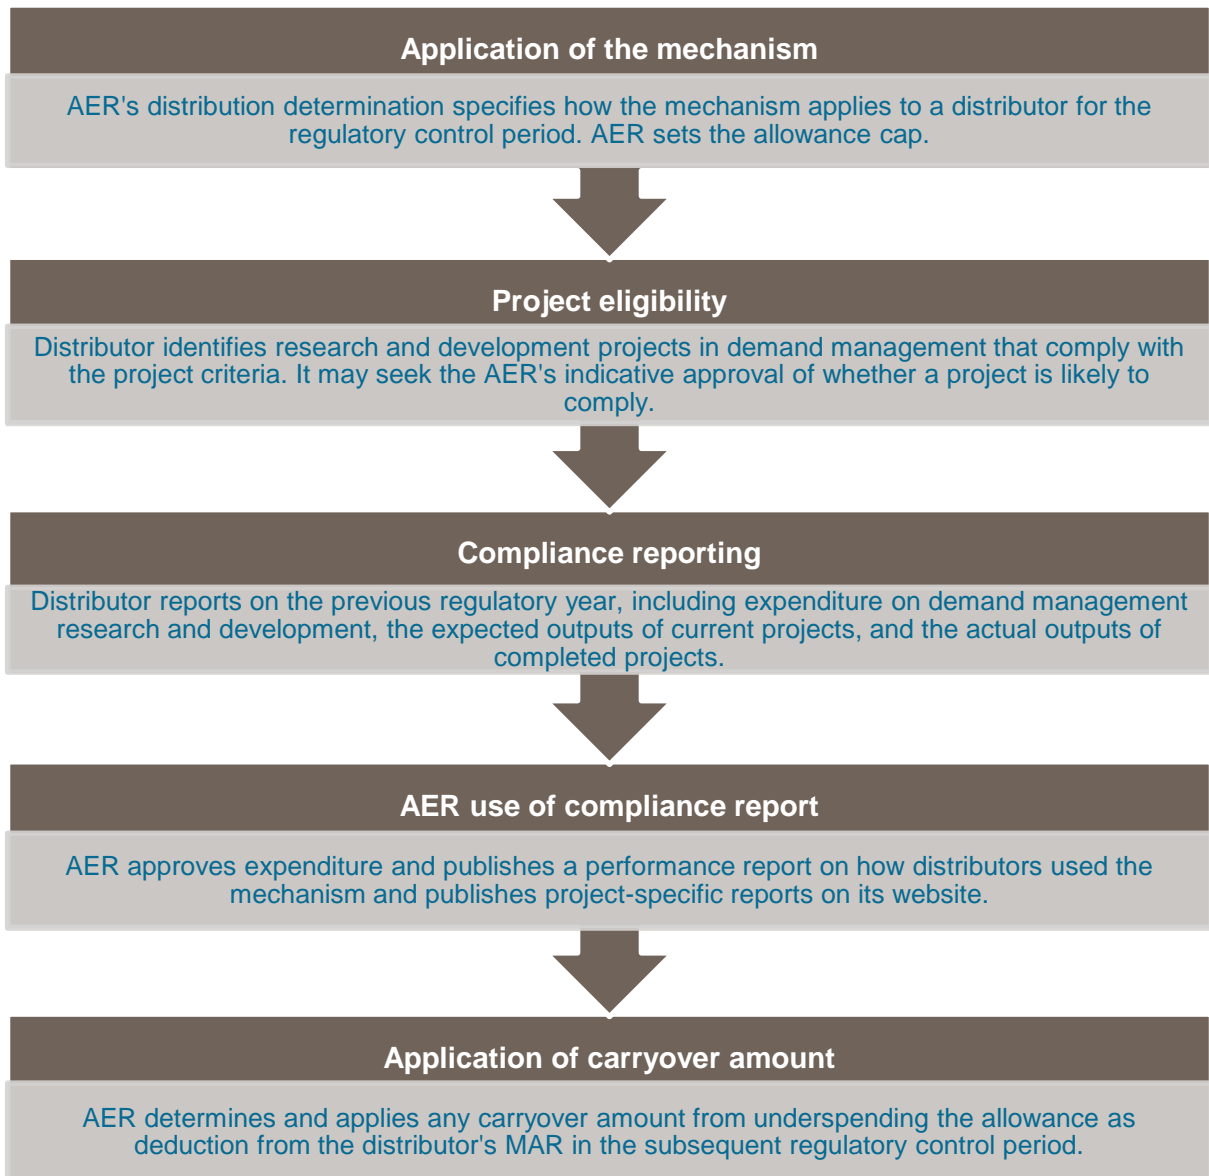 Application of the mechanism
AER's distribution determination specifies how the mechanism applies to a distributor for the
regulatory control period. AER sets the allowance cap.
Project eligibility
Distributor identifies research and development projects in demand management that comply with
the project criteria. It may seek the AER's indicative approval of whether a project is likely to
comply.
Compliance reporting
Distributor reports on the previous regulatory year, including expenditure on demand management
research and development, the expected outputs of current projects, and the actual outputs of
completed projects.
AER use of compliance report
AER approves expenditure and publishes a performance report on how distributors used the
mechanism and publishes project-specific reports on its website.
Application of carryover amount
AER determines and applies any carryover amount from underspending the allowance as
deduction from the distributor's MAR in the subsequent regulatory control period.